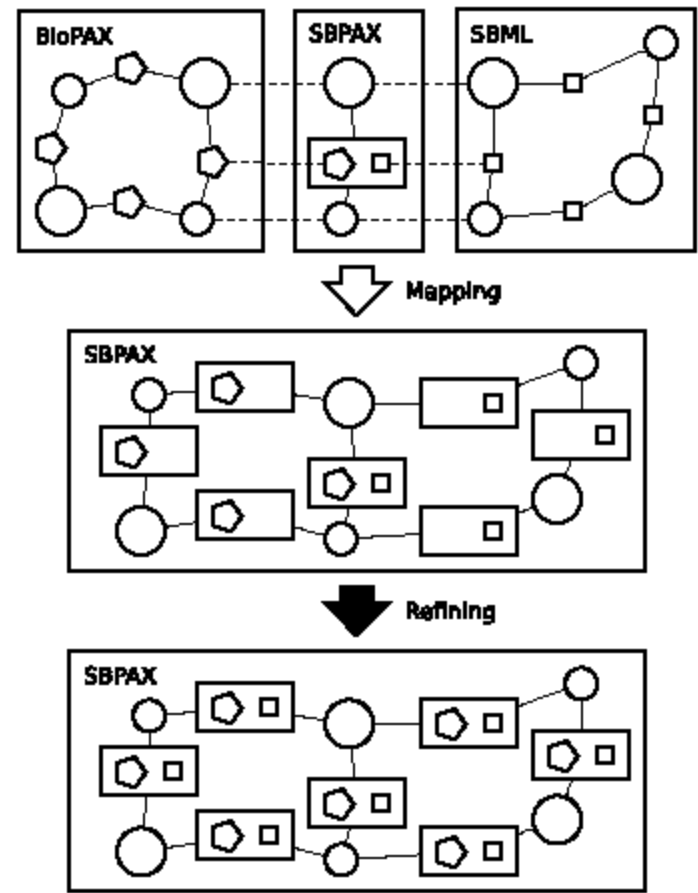 BioPAX
SBPAX
SBML
Mapping
SBPAX
Refining
SBPAX